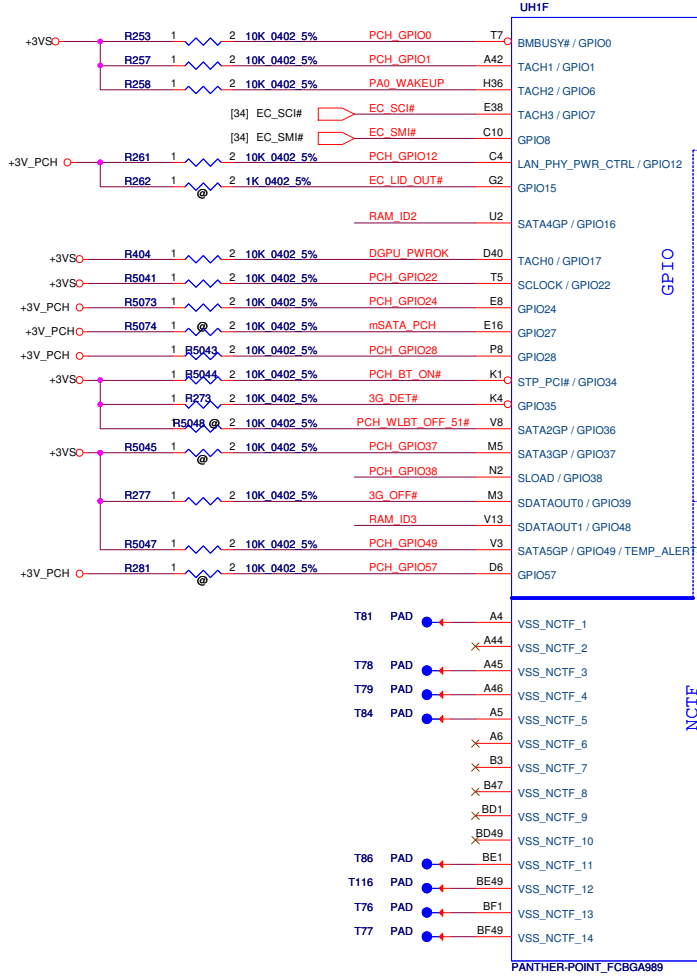 UH1F
+3VS R253 1 2 10K_0402_5% PCH_GPIO0 T7 BMBUSY# / GPIO0
R257 1 2 10K_0402_5% PCH_GPIO1 A42 TACH1 / GPIO1
R258 1 2 10K_0402_5% PA0_WAKEUP H36 TACH2 / GPIO6
[34] EC_SCI# EC_SCI# E38 TACH3 / GPIO7
[34] EC_SMI# EC_SMI# C10 GPIO8
+3V_PCH R261 1 2 10K_0402_5% PCH_GPIO12 C4 LAN_PHY_PWR_CTRL / GPIO12
R262 1 2 1K_0402_5% EC_LID_OUT# G2 GPIO15
@
RAM_ID2 U2 SATA4GP / GPIO16
GPIO
+3VS R404 1 2 10K_0402_5% DGPU_PWROK D40 TACH0 / GPIO17
+3VS R5041 1 2 10K_0402_5% PCH_GPIO22 T5 SCLOCK / GPIO22
+3V_PCH R5073 1 2 10K_0402_5% PCH_GPIO24 E8 GPIO24
+3V_PCH R5074 1 @ 2 10K_0402_5% mSATA_PCH E16 GPIO27
+3V_PCH R5043 1 2 10K_0402_5% PCH_GPIO28 P8 GPIO28
+3VS R5044 1 2 10K_0402_5% PCH_BT_ON# K1 STP_PCI# / GPIO34
R273 1 2 10K_0402_5% 3G_DET# K4 GPIO35
R5048 @ 1 2 10K_0402_5% PCH_WLBT_OFF_51# V8 SATA2GP / GPIO36
+3VS R5045 1 2 10K_0402_5% PCH_GPIO37 M5 SATA3GP / GPIO37
@
PCH_GPIO38 N2 SLOAD / GPIO38
R277 1 2 10K_0402_5% 3G_OFF# M3 SDATAOUT0 / GPIO39
RAM_ID3 V13 SDATAOUT1 / GPIO48
R5047 1 2 10K_0402_5% PCH_GPIO49 V3 SATA5GP / GPIO49 / TEMP_ALERT
+3V_PCH R281 1 2 10K_0402_5% PCH_GPIO57 D6 GPIO57
@
T81 PAD A4 VSS_NCTF_1
A44 VSS_NCTF_2
T78 PAD A45 VSS_NCTF_3
T79 PAD A46 VSS_NCTF_4
T84 PAD A5 VSS_NCTF_5
NCTF
A6 VSS_NCTF_6
B3 VSS_NCTF_7
B47 VSS_NCTF_8
BD1 VSS_NCTF_9
BD49 VSS_NCTF_10
T86 PAD BE1 VSS_NCTF_11
T116 PAD BE49 VSS_NCTF_12
T76 PAD BF1 VSS_NCTF_13
T77 PAD BF49 VSS_NCTF_14
PANTHER-POINT_FCBGA989